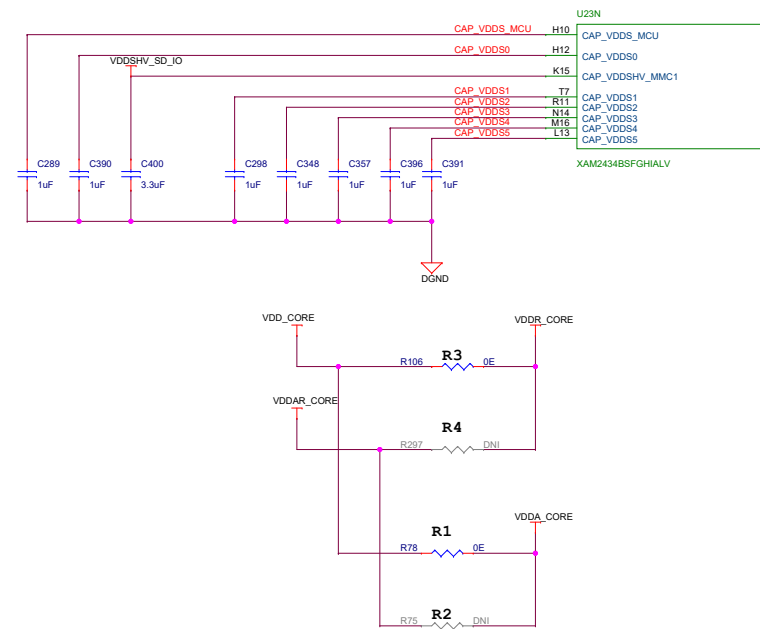 U23N
CAP_VDDS_MCU H10 CAP_VDDS_MCU
CAP_VDDS0 H12 CAP_VDDS0
VDDSHV_SD_IO
K15 CAP_VDDSHV_MMC1
CAP_VDDS1 T7 CAP_VDDS1
CAP_VDDS2 R11 CAP_VDDS2
CAP_VDDS3 N14 CAP_VDDS3
CAP_VDDS4 M16 CAP_VDDS4
CAP_VDDS5 L13 CAP_VDDS5
C289 C390 C400 C298 C348 C357 C396 C391
XAM2434BSFGHIALV
1uF 1uF 3.3uF 1uF 1uF 1uF 1uF 1uF
DGND
VDD_CORE VDDR_CORE
R3
R106 0E
VDDAR_CORE
R4
R297 DNI
VDDA_CORE
R1
R78 0E
R2
R75 DNI